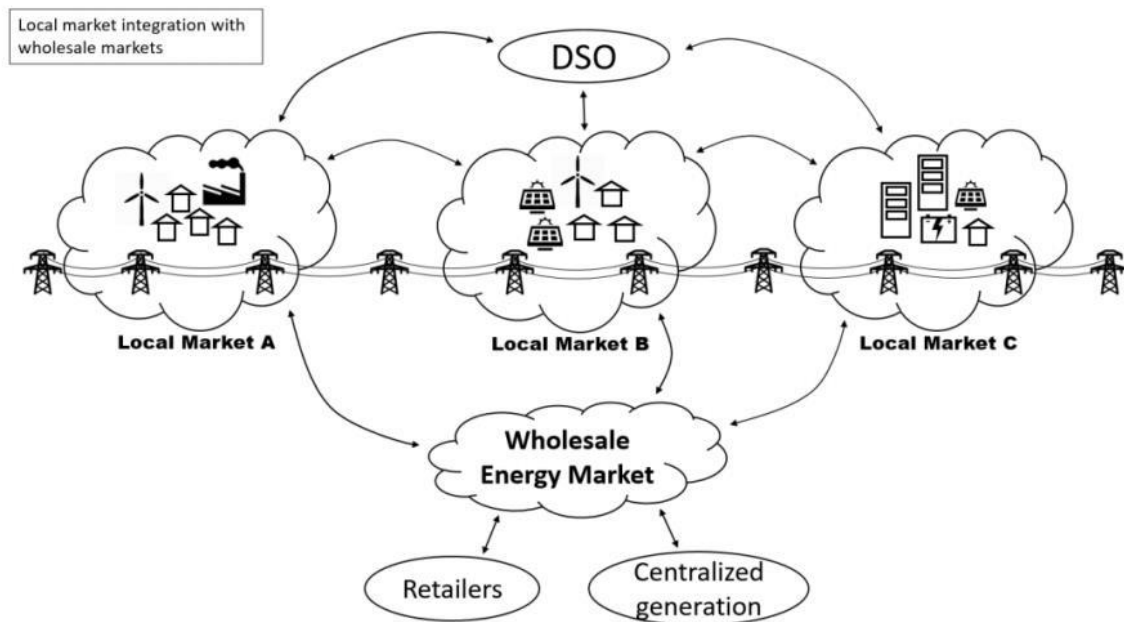 Local market integration with
wholesale markets
DSO
Local Market A
Local Market B
Local Market C
Wholesale
Energy Market
Retailers
Centralized
generation